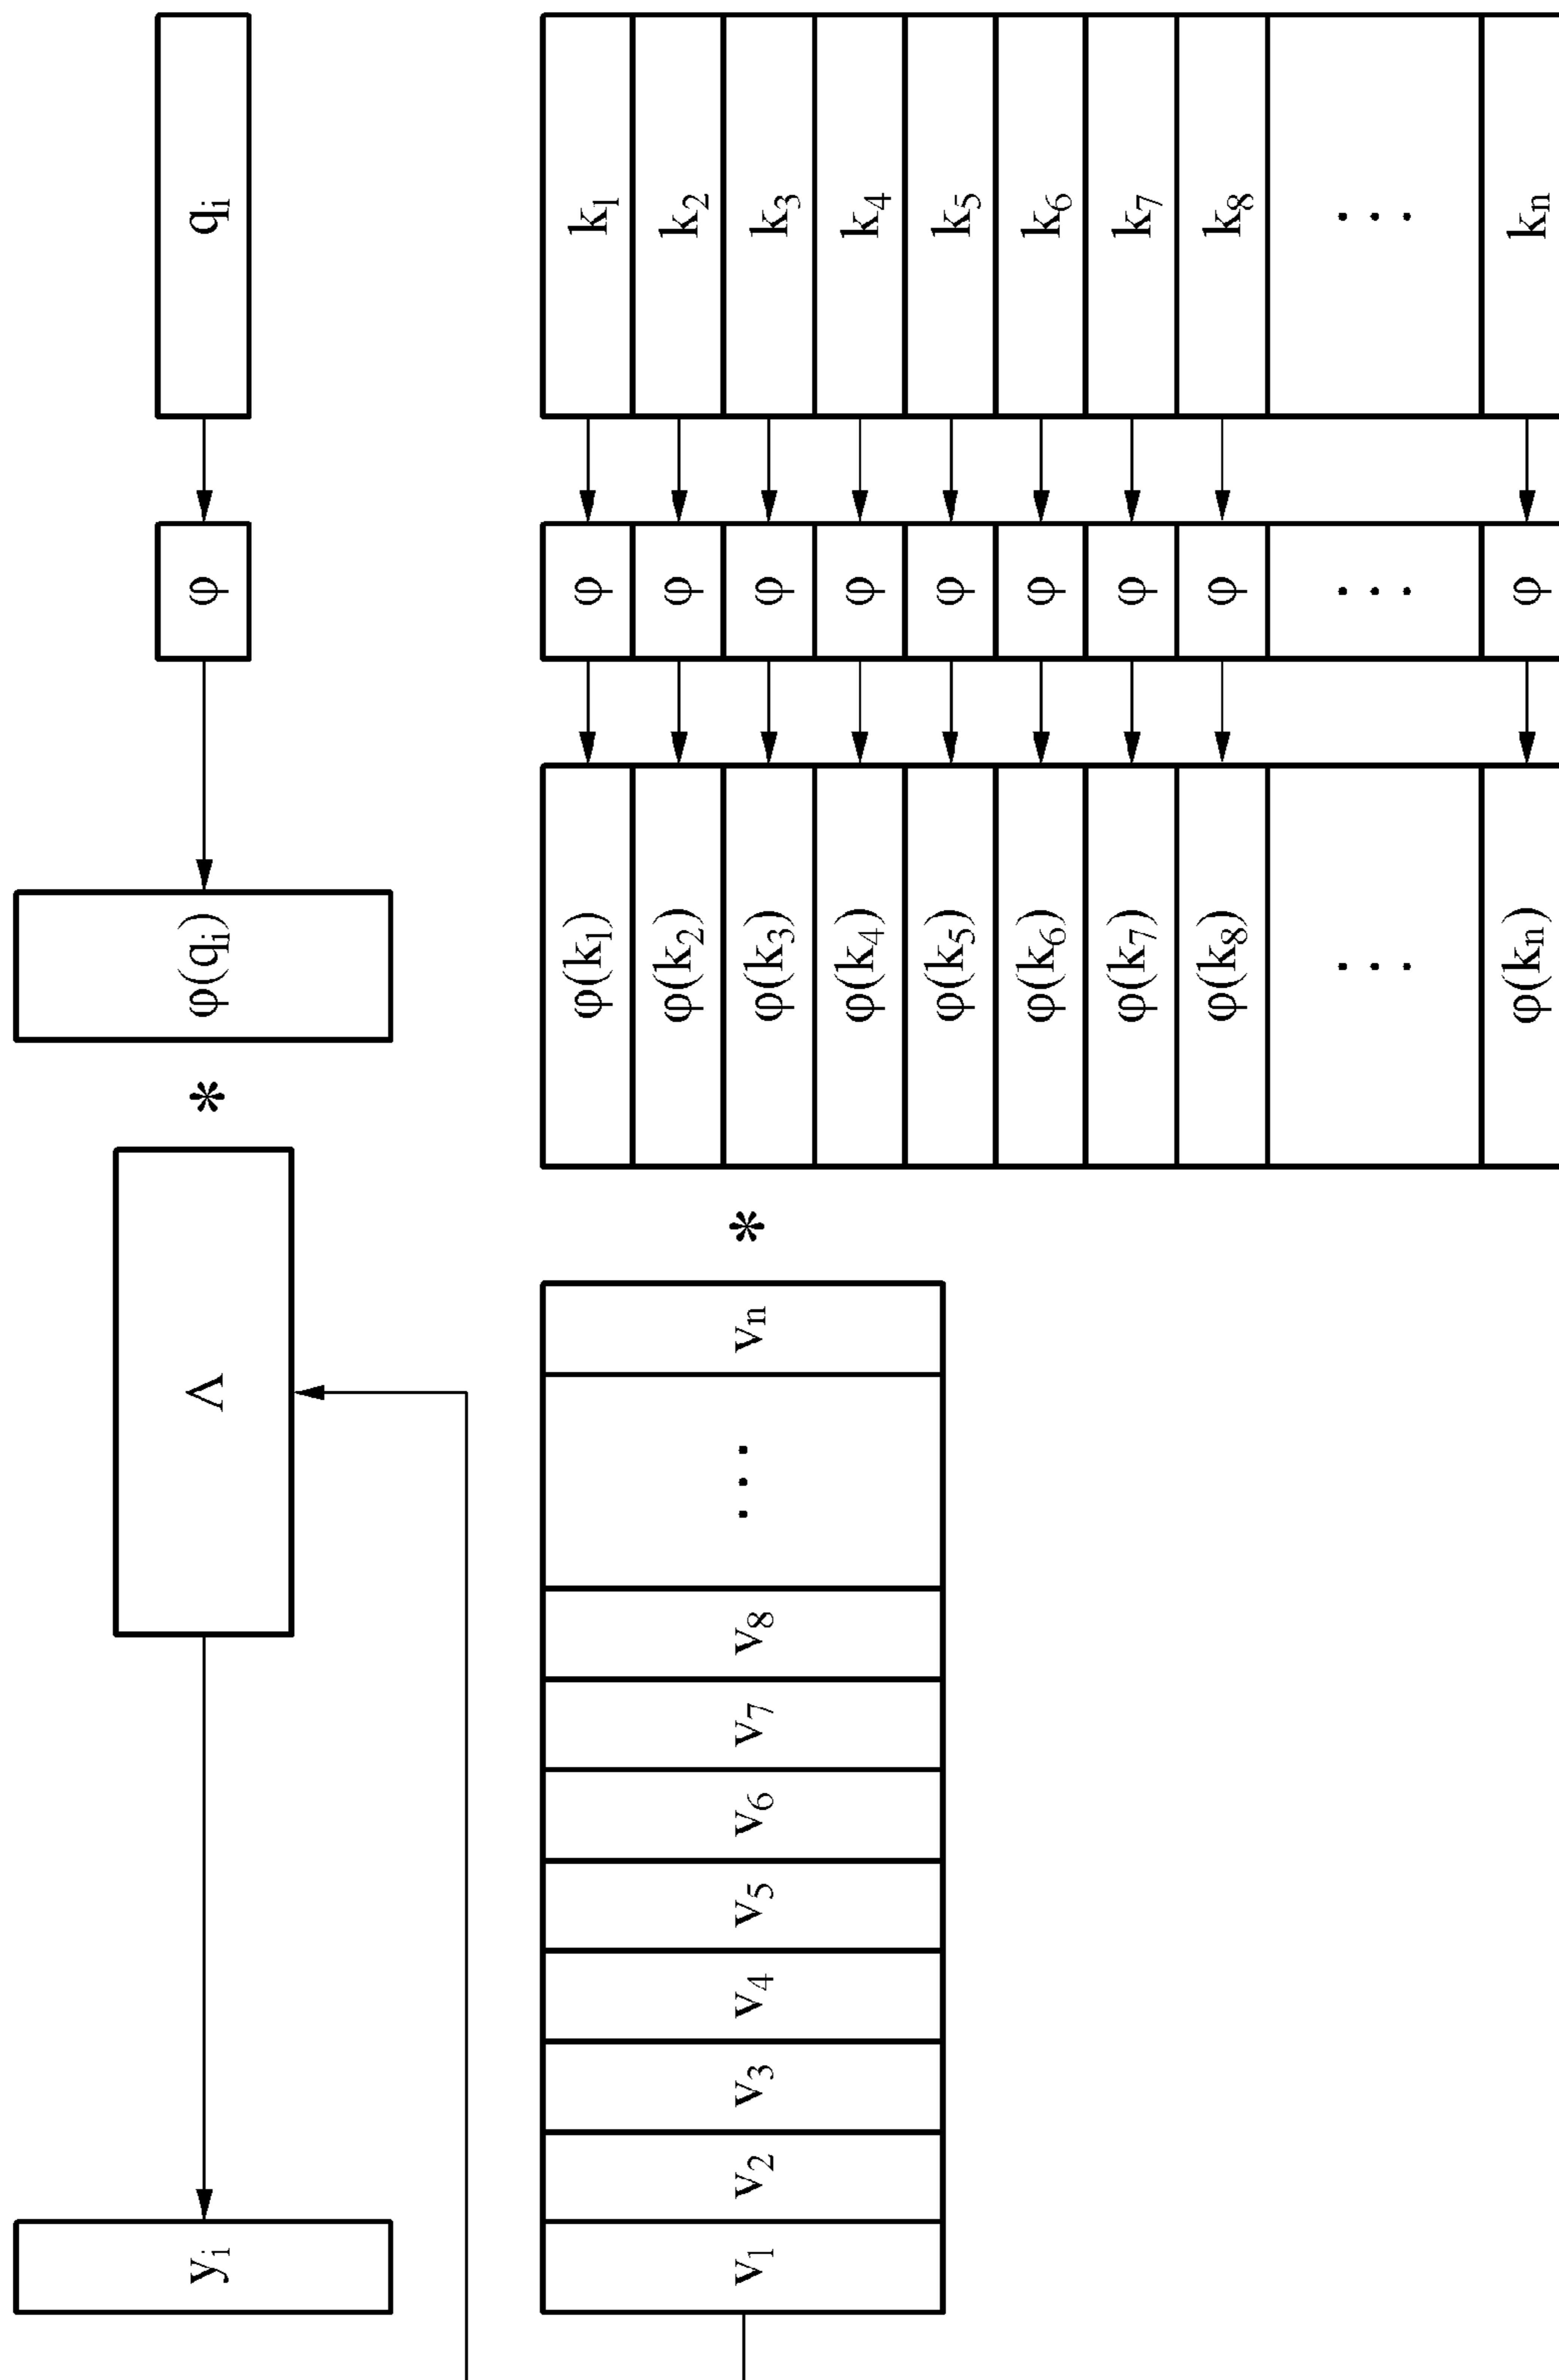 qi
φ
φ(qi)
*
Λ
yi
k1
k2
k3
k4
k5
k6
k7
k8
...
kn
φ
φ
φ
φ
φ
φ
φ
φ
...
φ
φ(k1)
φ(k2)
φ(k3)
φ(k4)
φ(k5)
φ(k6)
φ(k7)
φ(k8)
...
φ(kn)
*
v1
v2
v3
v4
v5
v6
v7
v8
...
vn